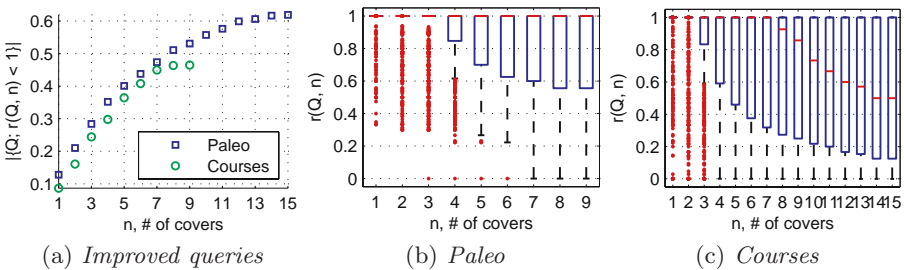 |{Q; r(Q, n) < 1}|
0.6
0.5
0.4
0.3
0.2
0.1
Paleo
Courses
1 3 5 7 9 11 13 15
n, # of covers
(a) Improved queries
r(Q, n)
1
0.8
0.6
0.4
0.2
0
1 2 3 4 5 6 7 8 9
n, # of covers
(b) Paleo
r(Q, n)
1
0.8
0.6
0.4
0.2
0
1 2 3 4 5 6 7 8 9 10 11 12 13 14 15
n, # of covers
(c) Courses